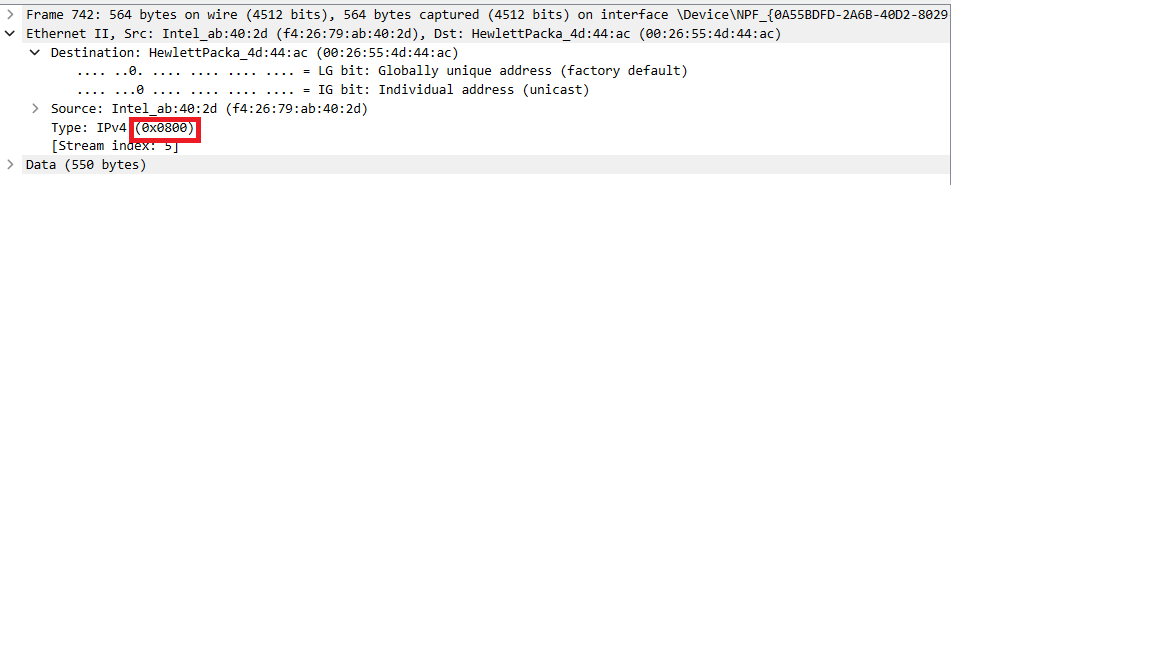 Frame 742: 564 bytes on wire (4512 bits), 564 bytes captured (4512 bits) on interface \Device\NPF_{0A55BDFD-2A6B-40D2-8029
Ethernet II, Src: Intel_ab:40:2d (f4:26:79:ab:40:2d), Dst: HewlettPacka_4d:44:ac (00:26:55:4d:44:ac)
Destination: HewlettPacka_4d:44:ac (00:26:55:4d:44:ac)
.... ..0. .... .... .... .... = LG bit: Globally unique address (factory default)
.... ...0 .... .... .... .... = IG bit: Individual address (unicast)
Source: Intel_ab:40:2d (f4:26:79:ab:40:2d)
Type: IPv4 (0x0800)
[Stream index: 5]
Data (550 bytes)